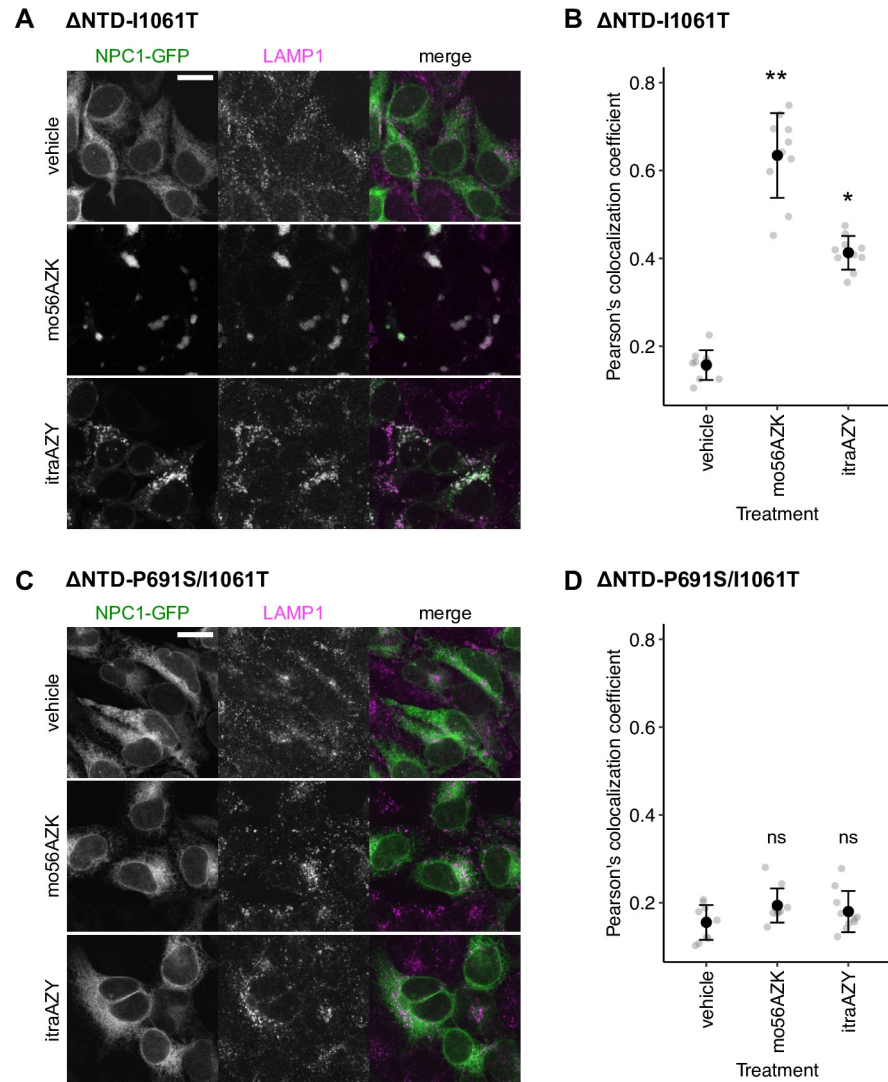 A ΔNTD-I1061T
NPC1-GFP LAMP1 merge
vehicle
mo56AZK
itraAZY
B ΔNTD-I1061T
Pearson's colocalization coefficient
0.8
0.6
0.4
0.2
**
*
vehicle
mo56AZK
itraAZY
Treatment
C ΔNTD-P691S/I1061T
NPC1-GFP LAMP1 merge
vehicle
mo56AZK
itraAZY
D ΔNTD-P691S/I1061T
Pearson's colocalization coefficient
0.8
0.6
0.4
0.2
ns
ns
vehicle
mo56AZK
itraAZY
Treatment